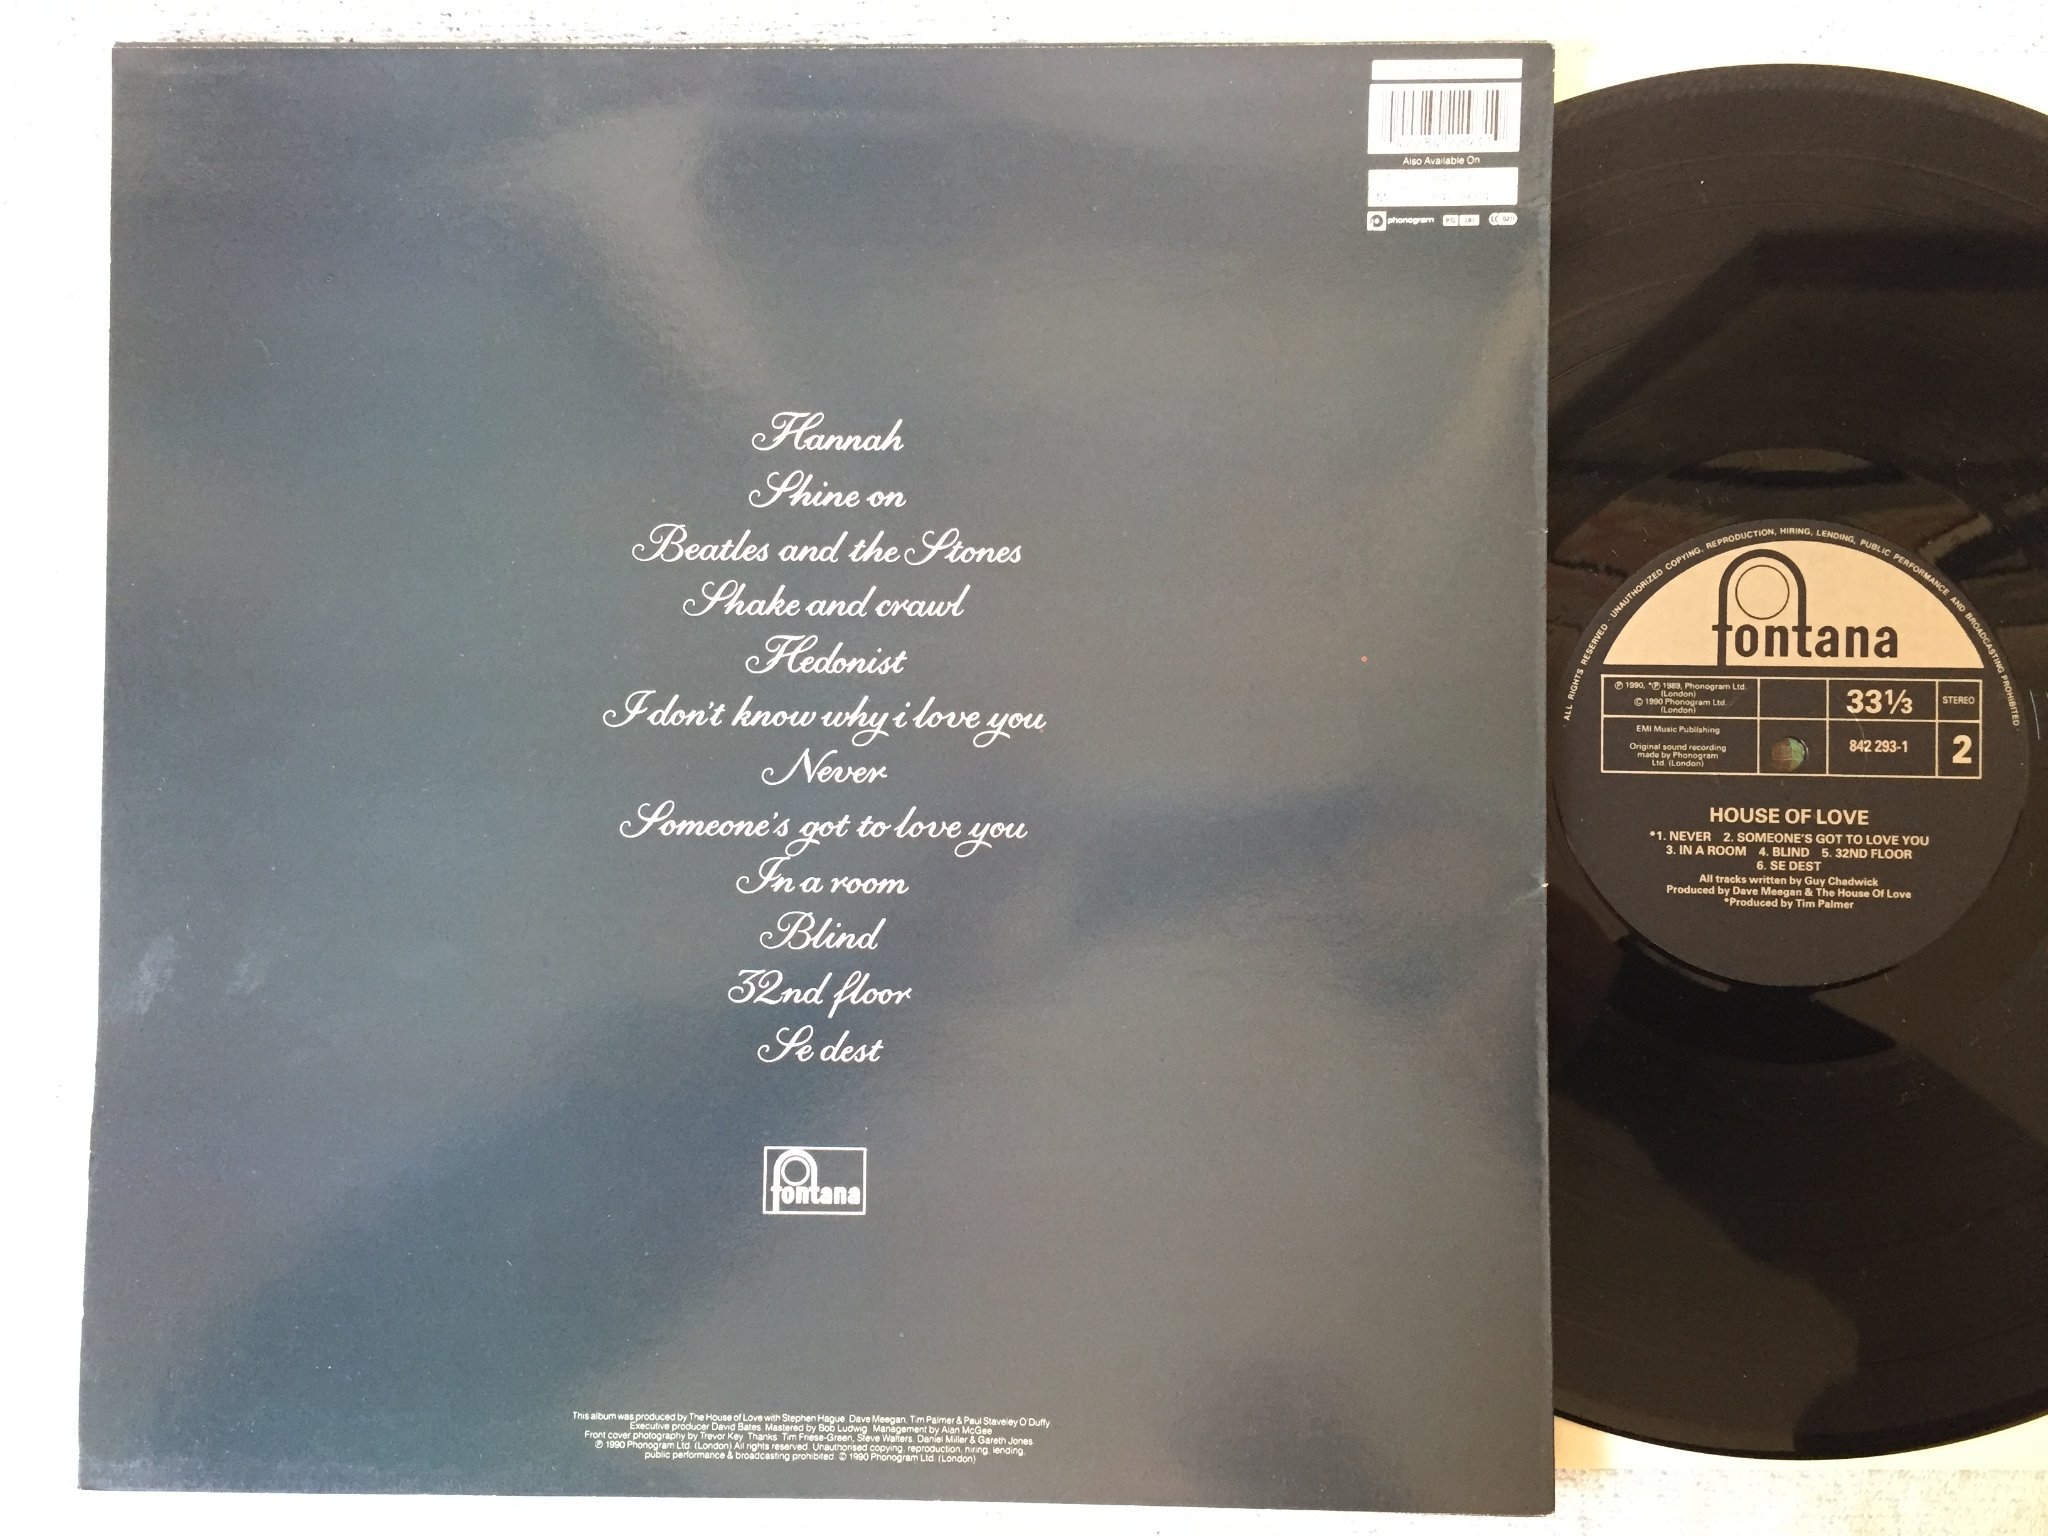 Also Available On
phonogram
Hannah
Shine on
Beatles and the Stones
Shake and crawl
Hedonist
I don't know why i love you
Never
Someone's got to love you
In a room
Blind
32nd floor
Se dest
fontana
This album was produced by The House of Love with Stephen Hague, Dave Meegan, Tim Palmer & Paul Staveley O'Duffy
Executive producer David Bates. Mastered by Bob Ludwig. Management by Alan McGee
Front cover photography by Trevor Key. Thanks: Tim Friese-Green, Steve Walters, Daniel Miller & Gareth Jones
℗ 1990 Phonogram Ltd. (London) All rights reserved. Unauthorised copying, reproduction, hiring, lending,
public performance & broadcasting prohibited. © 1990 Phonogram Ltd. (London)
ALL RIGHTS RESERVED · UNAUTHORIZED COPYING, REPRODUCTION, HIRING, LENDING, PUBLIC PERFORMANCE AND BROADCASTING PROHIBITED
fontana
℗ 1990, *℗ 1989, Phonogram Ltd.
(London)
© 1990 Phonogram Ltd.
(London)
33⅓
STEREO
EMI Music Publishing
Original sound recording
made by Phonogram
Ltd. (London)
842 293-1
2
HOUSE OF LOVE
*1. NEVER 2. SOMEONE'S GOT TO LOVE YOU
3. IN A ROOM 4. BLIND 5. 32ND FLOOR
6. SE DEST
All tracks written by Guy Chadwick
Produced by Dave Meegan & The House Of Love
*Produced by Tim Palmer